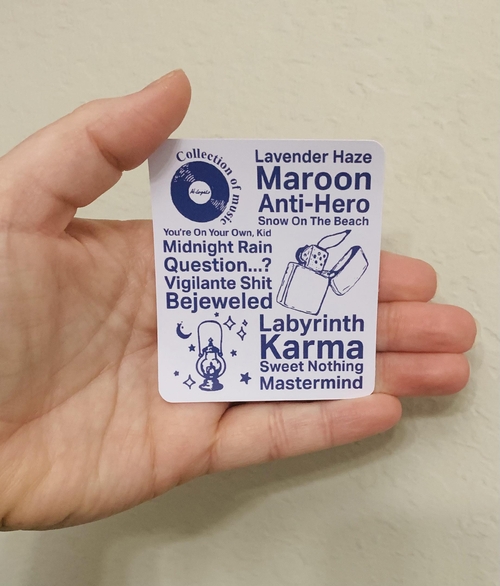 Collection of music
Lavender Haze
Maroon
Anti-Hero
Snow On The Beach
You're On Your Own, Kid
Midnight Rain
Question...?
Vigilante Shit
Bejeweled
Labyrinth
Karma
Sweet Nothing
Mastermind